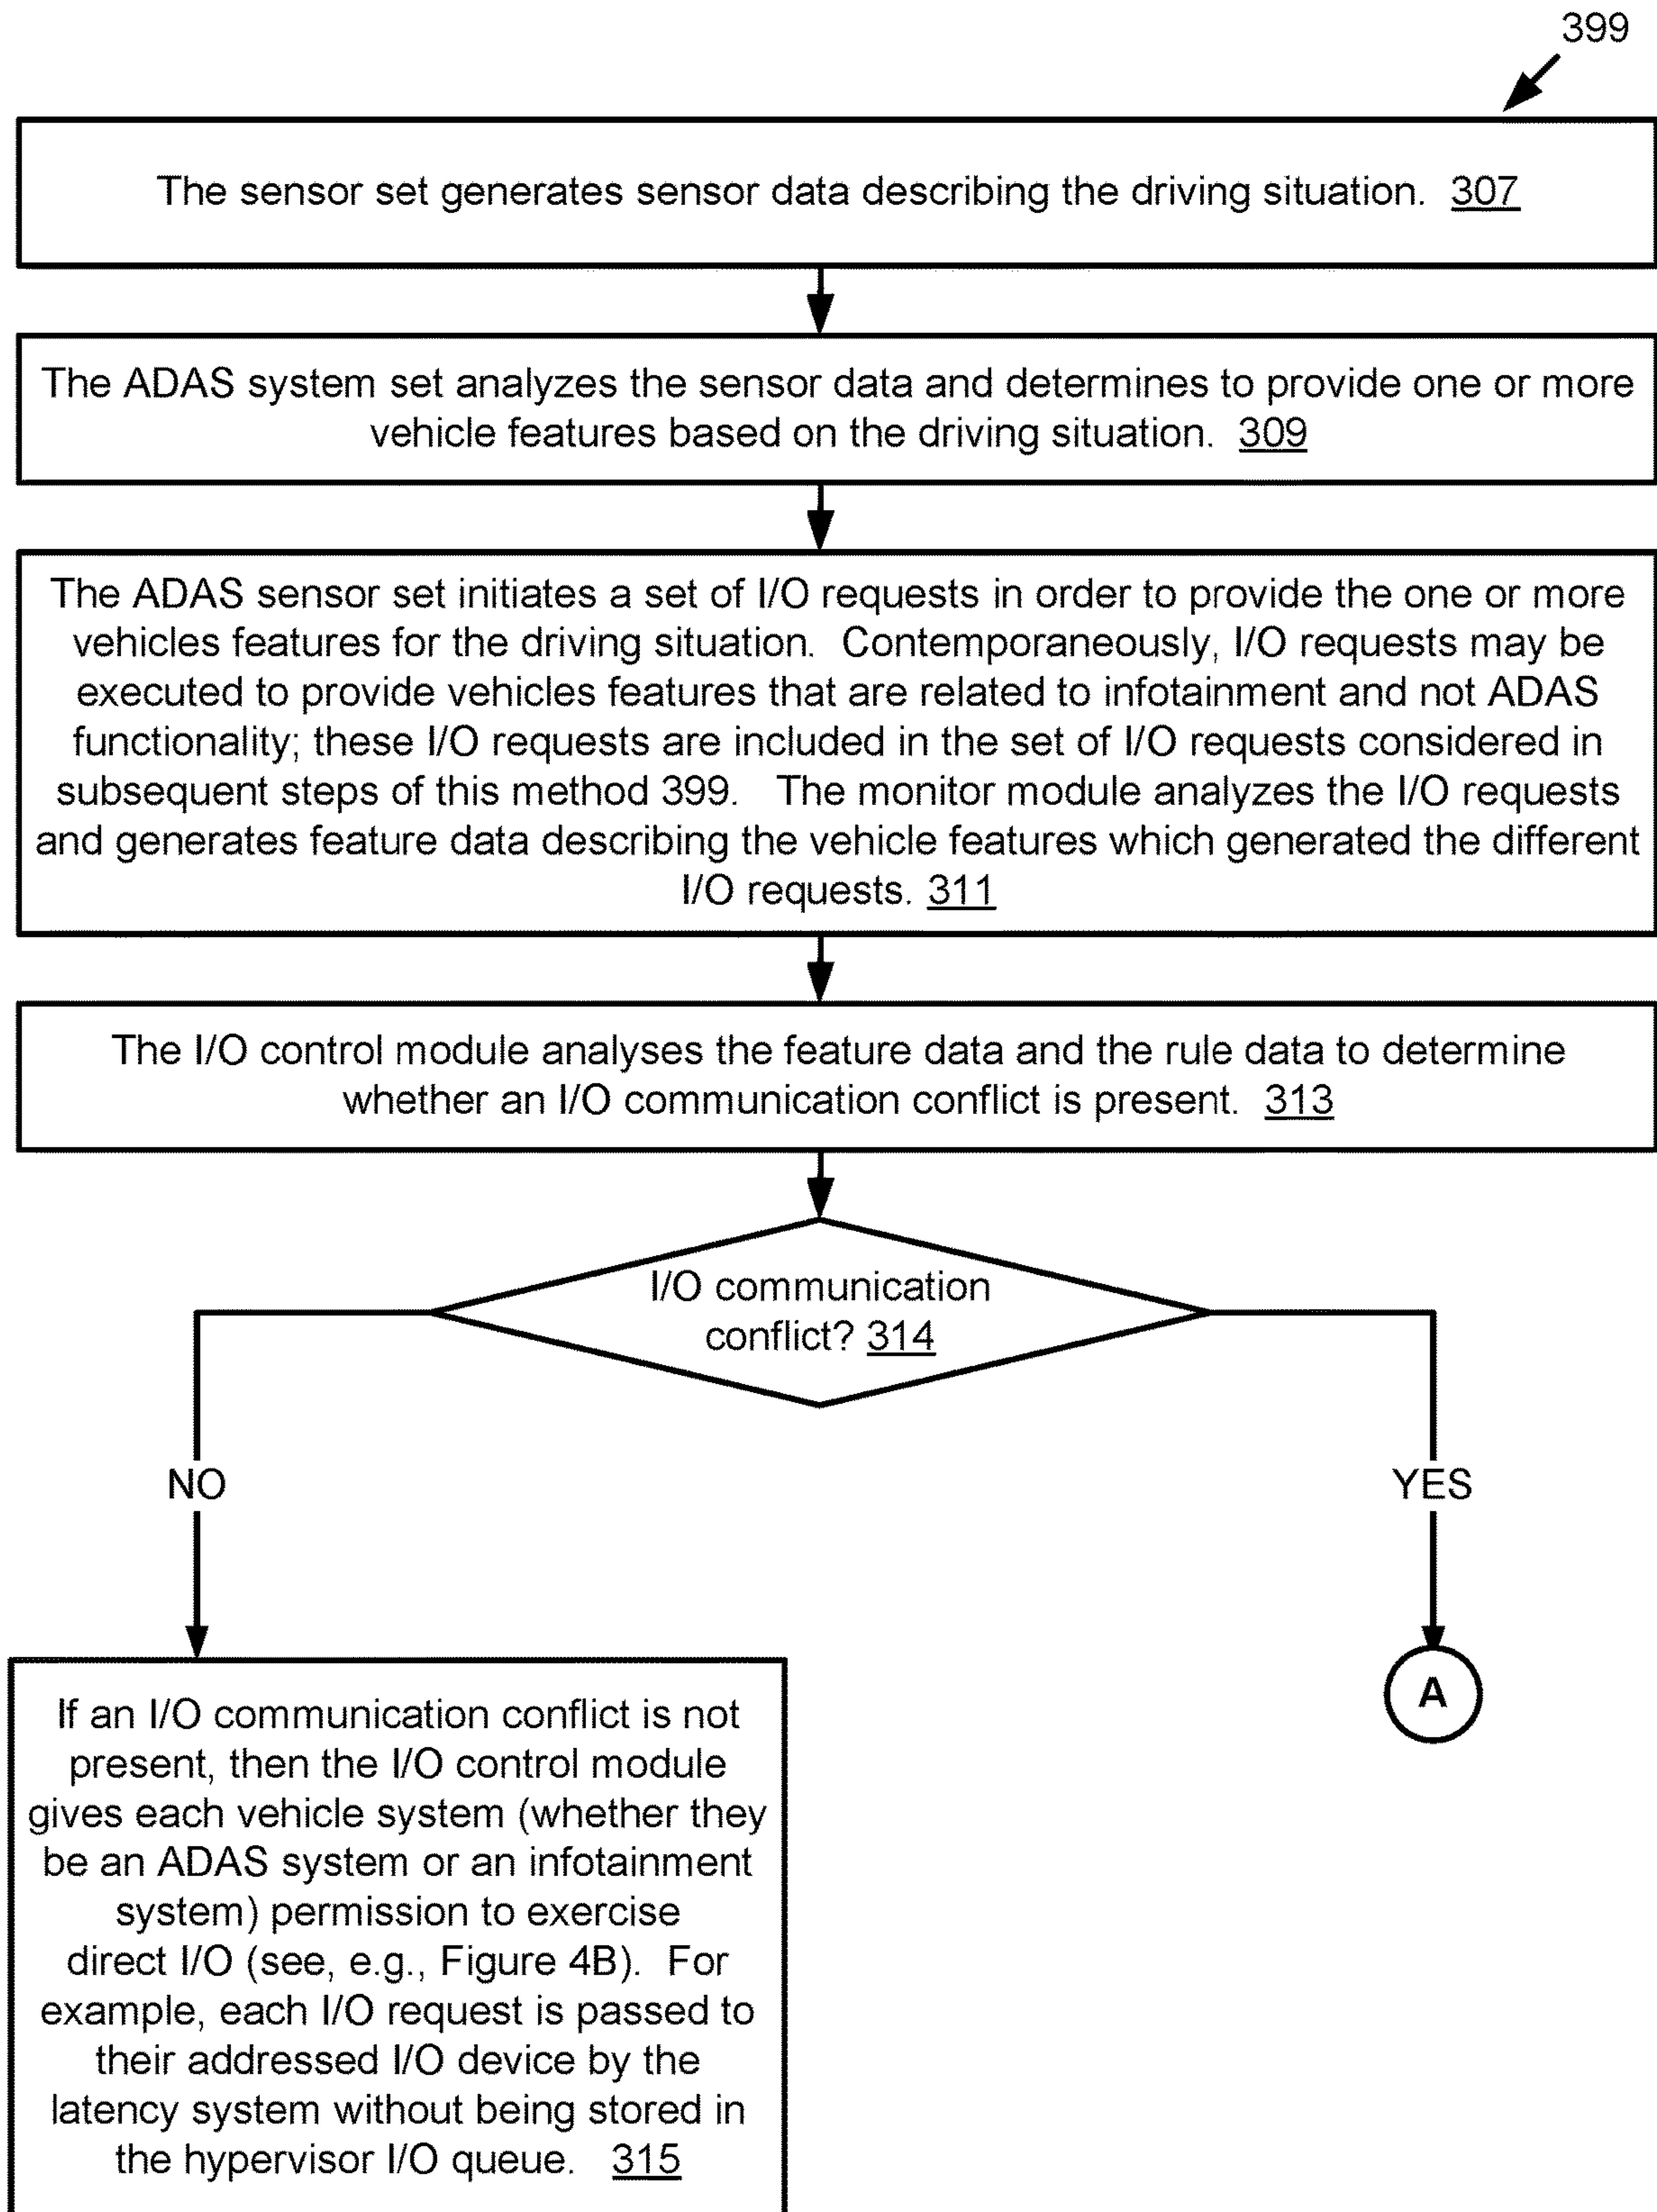 399
The sensor set generates sensor data describing the driving situation. 307
The ADAS system set analyzes the sensor data and determines to provide one or more
vehicle features based on the driving situation. 309
The ADAS sensor set initiates a set of I/O requests in order to provide the one or more
vehicles features for the driving situation. Contemporaneously, I/O requests may be
executed to provide vehicles features that are related to infotainment and not ADAS
functionality; these I/O requests are included in the set of I/O requests considered in
subsequent steps of this method 399. The monitor module analyzes the I/O requests
and generates feature data describing the vehicle features which generated the different
I/O requests. 311
The I/O control module analyses the feature data and the rule data to determine
whether an I/O communication conflict is present. 313
I/O communication
conflict? 314
NO
YES
A
If an I/O communication conflict is not
present, then the I/O control module
gives each vehicle system (whether they
be an ADAS system or an infotainment
system) permission to exercise
direct I/O (see, e.g., Figure 4B). For
example, each I/O request is passed to
their addressed I/O device by the
latency system without being stored in
the hypervisor I/O queue. 315